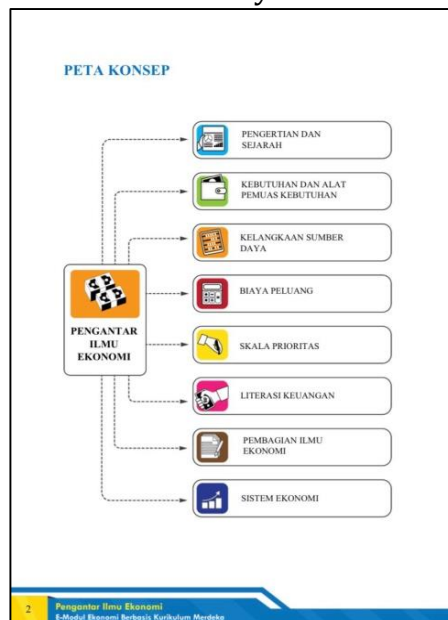 PETA KONSEP
PENGERTIAN DAN
SEJARAH
KEBUTUHAN DAN ALAT
PEMUAS KEBUTUHAN
KELANGKAAN SUMBER
DAYA
BIAYA PELUANG
PENGANTAR
ILMU
EKONOMI
SKALA PRIORITAS
LITERASI KEUANGAN
PEMBAGIAN ILMU
EKONOMI
SISTEM EKONOMI
2
Pengantar Ilmu Ekonomi
E-Modul Ekonomi Berbasis Kurikulum Merdeka